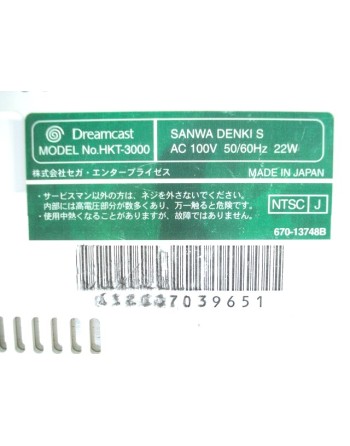 Dreamcast
MODEL No.HKT-3000
SANWA DENKI S
AC 100V 50/60Hz 22W
株式会社セガ・エンタープライゼス
MADE IN JAPAN
・サービスマン以外の方は、ネジを外さないでください。
内部には高電圧部分が数多くあり、万一触ると危険です。
・使用中熱くなることがありますが、故障ではありません。
NTSC J
670-13748B
7039651